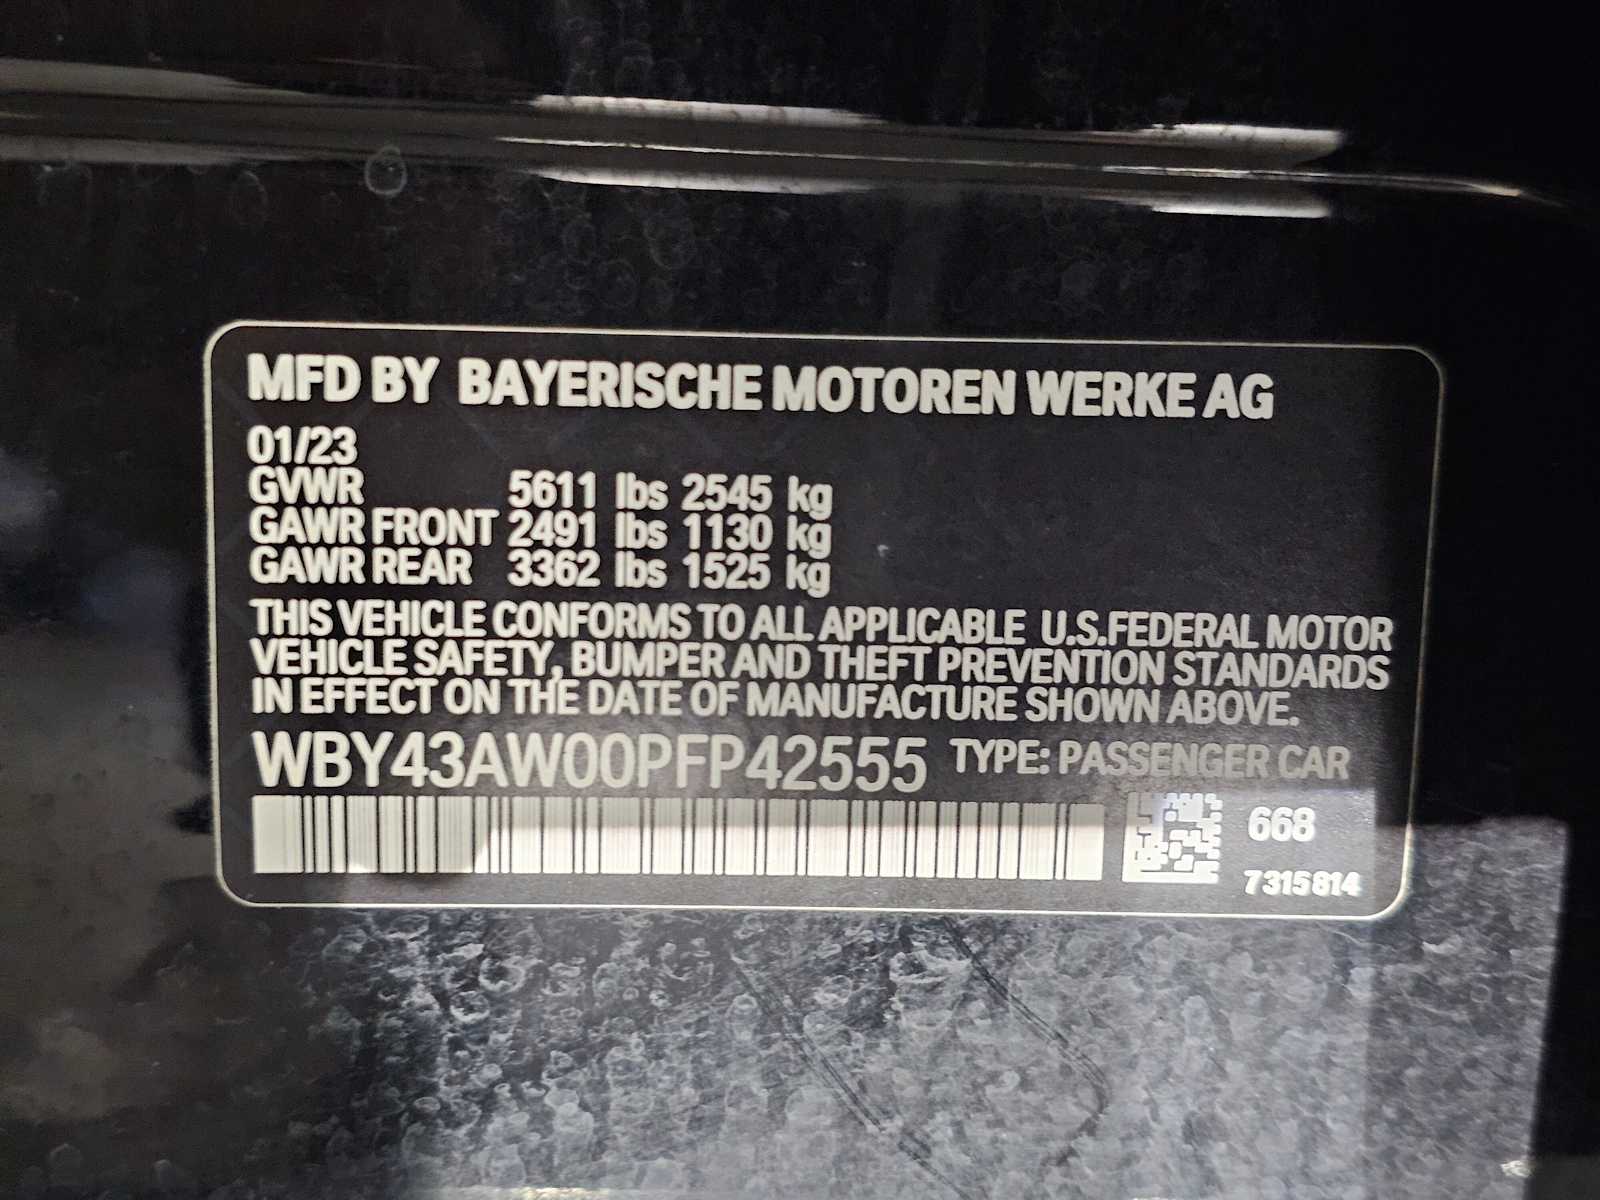 MFD BY BAYERISCHE MOTOREN WERKE AG
01/23
GVWR 5611 lbs 2545 kg
GAWR FRONT 2491 lbs 1130 kg
GAWR REAR 3362 lbs 1525 kg
THIS VEHICLE CONFORMS TO ALL APPLICABLE U.S.FEDERAL MOTOR
VEHICLE SAFETY, BUMPER AND THEFT PREVENTION STANDARDS
IN EFFECT ON THE DATE OF MANUFACTURE SHOWN ABOVE.
WBY43AW00PFP42555 TYPE: PASSENGER CAR
668
7315814